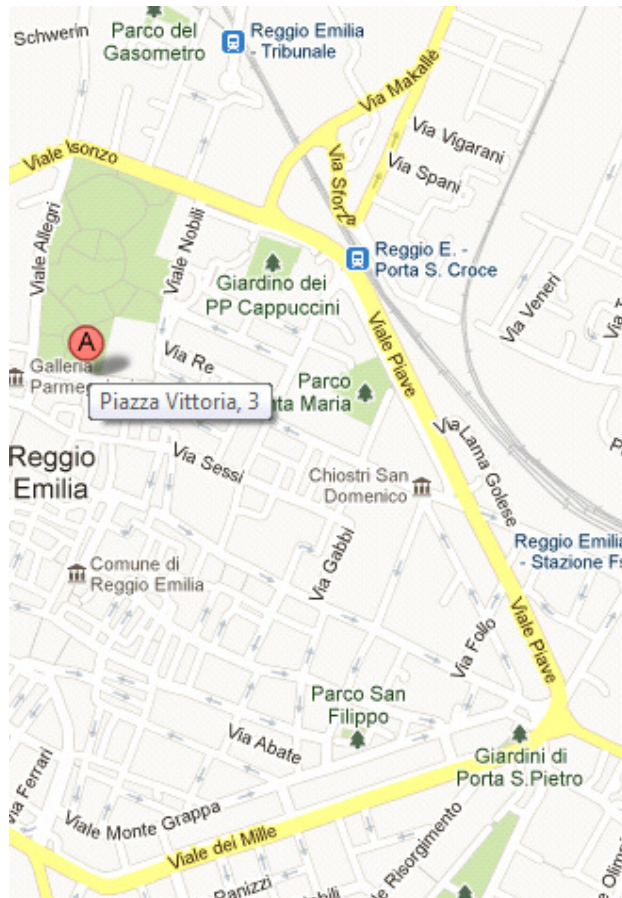 Schwerin
Parco del
Gasometro
Reggio Emilia
- Tribunale
Via Makallè
Via Vigarani
Via Spani
Via Sforza
Viale Isonzo
Viale Allegri
Viale Nobili
Reggio E. -
Porta S. Croce
Giardino dei
PP Cappuccini
Via Veneri
Viale Piave
A
Galleria
Via Re
Piazza Vittoria, 3
Parco
Via Lama Golese
Via Sessi
Reggio
Emilia
Chiostri San
Domenico
Reggio Emilia
- Stazione
Comune di
Reggio Emilia
Via Gabbi
Viale Piave
Via Follo
Parco San
Filippo
Via Abate
Giardini di
Porta S.Pietro
Via Ferrari
Viale Monte Grappa
Viale dei Mille
Risorgimento
Panizzi